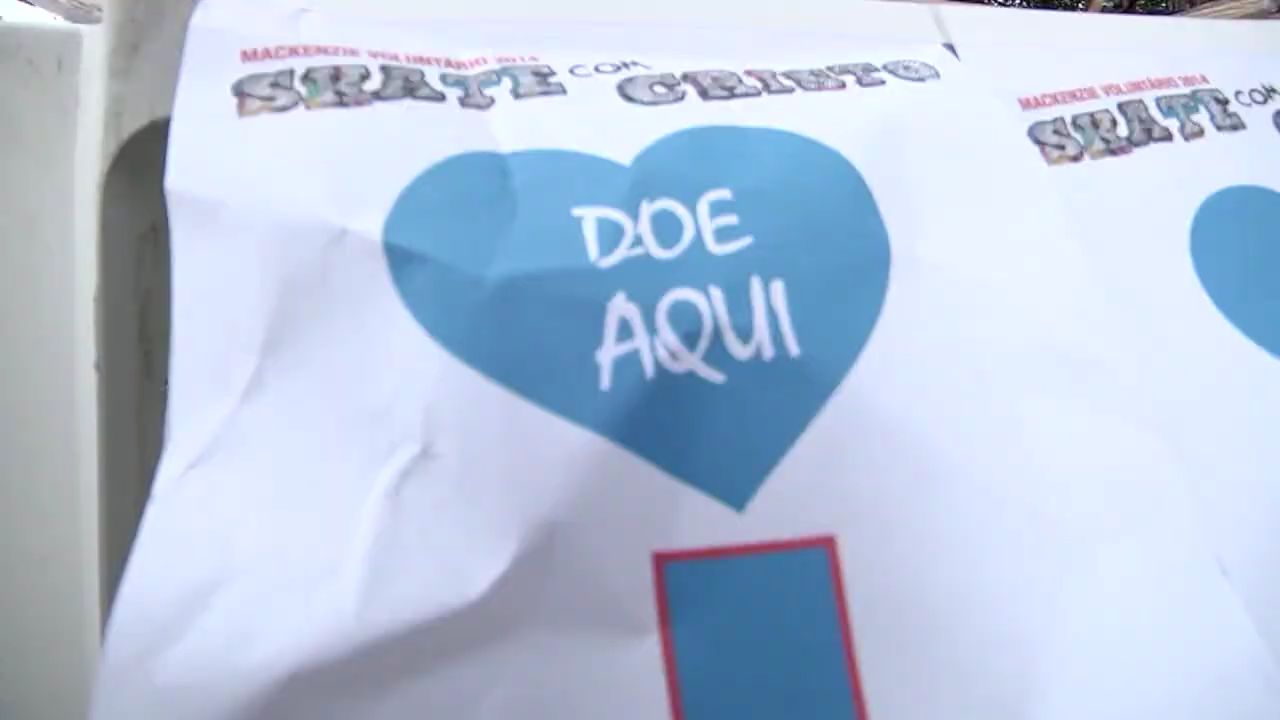 MACKENZIE VOLUNTÁRIO 2014
SKATE COM CRISTO
DOE
AQUI
MACKENZIE VOLUNTÁRIO 2014
SKATE COM